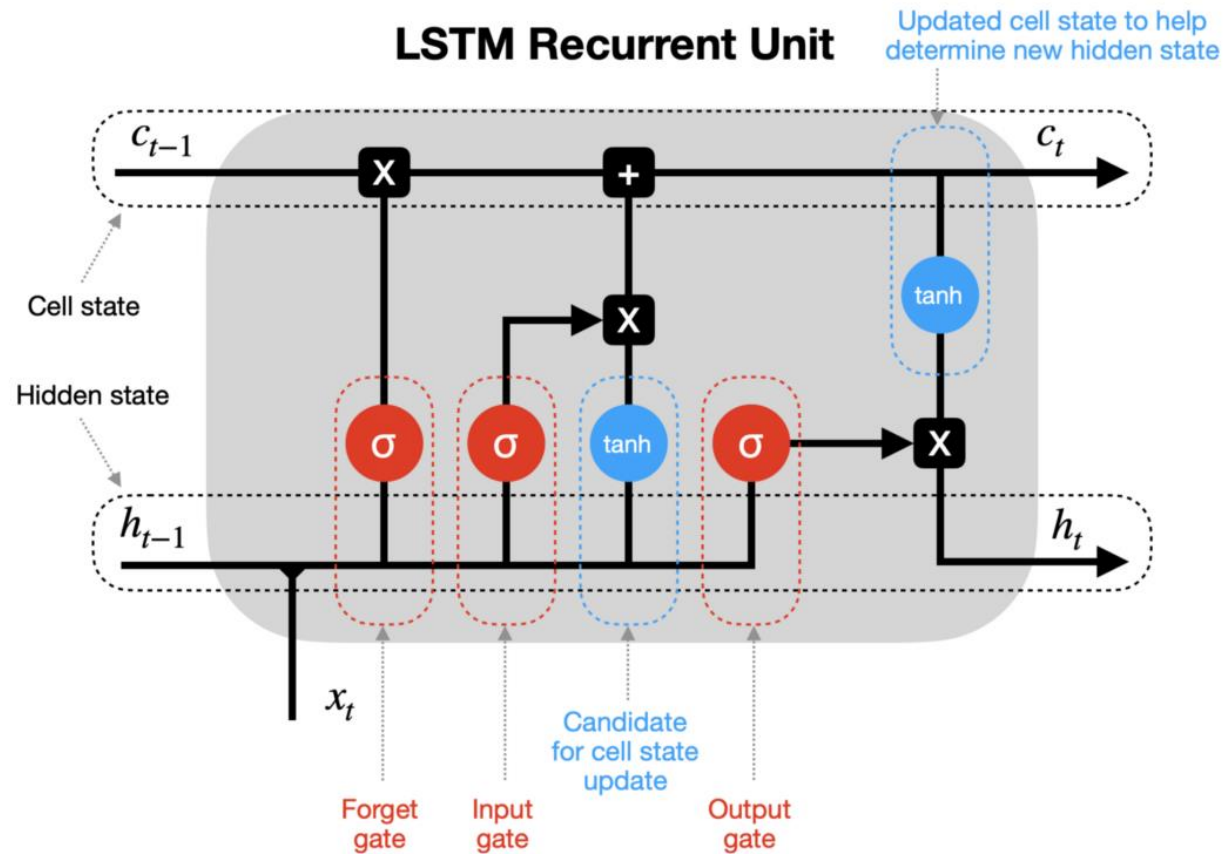 Updated cell state to help
determine new hidden state
LSTM Recurrent Unit
c_{t-1}
c_t
X
+
Cell state
tanh
X
Hidden state
σ
σ
tanh
σ
X
h_{t-1}
h_t
x_t
Candidate
for cell state
update
Forget
gate
Input
gate
Output
gate